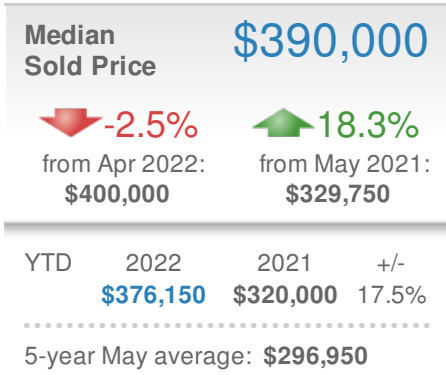 Median $390,000
Sold Price
-2.5% 18.3%
from Apr 2022: from May 2021:
$400,000 $329,750
YTD 2022 2021 +/-
$376,150 $320,000 17.5%
5-year May average: $296,950